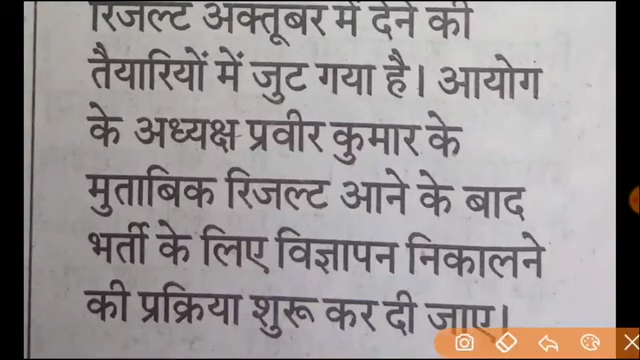 रिजल्ट अक्तूबर में देने की
तैयारियों में जुट गया है। आयोग
के अध्यक्ष प्रवीर कुमार के
मुताबिक रिजल्ट आने के बाद
भर्ती के लिए विज्ञापन निकालने
की प्रक्रिया शुरू कर दी जाए।